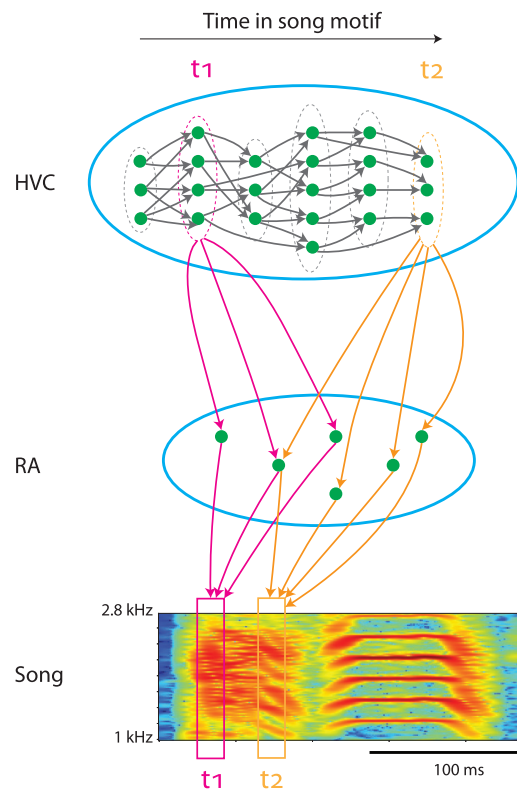 Time in song motif
t1
t2
HVC
RA
2.8 kHz
Song
1 kHz
t1
t2
100 ms